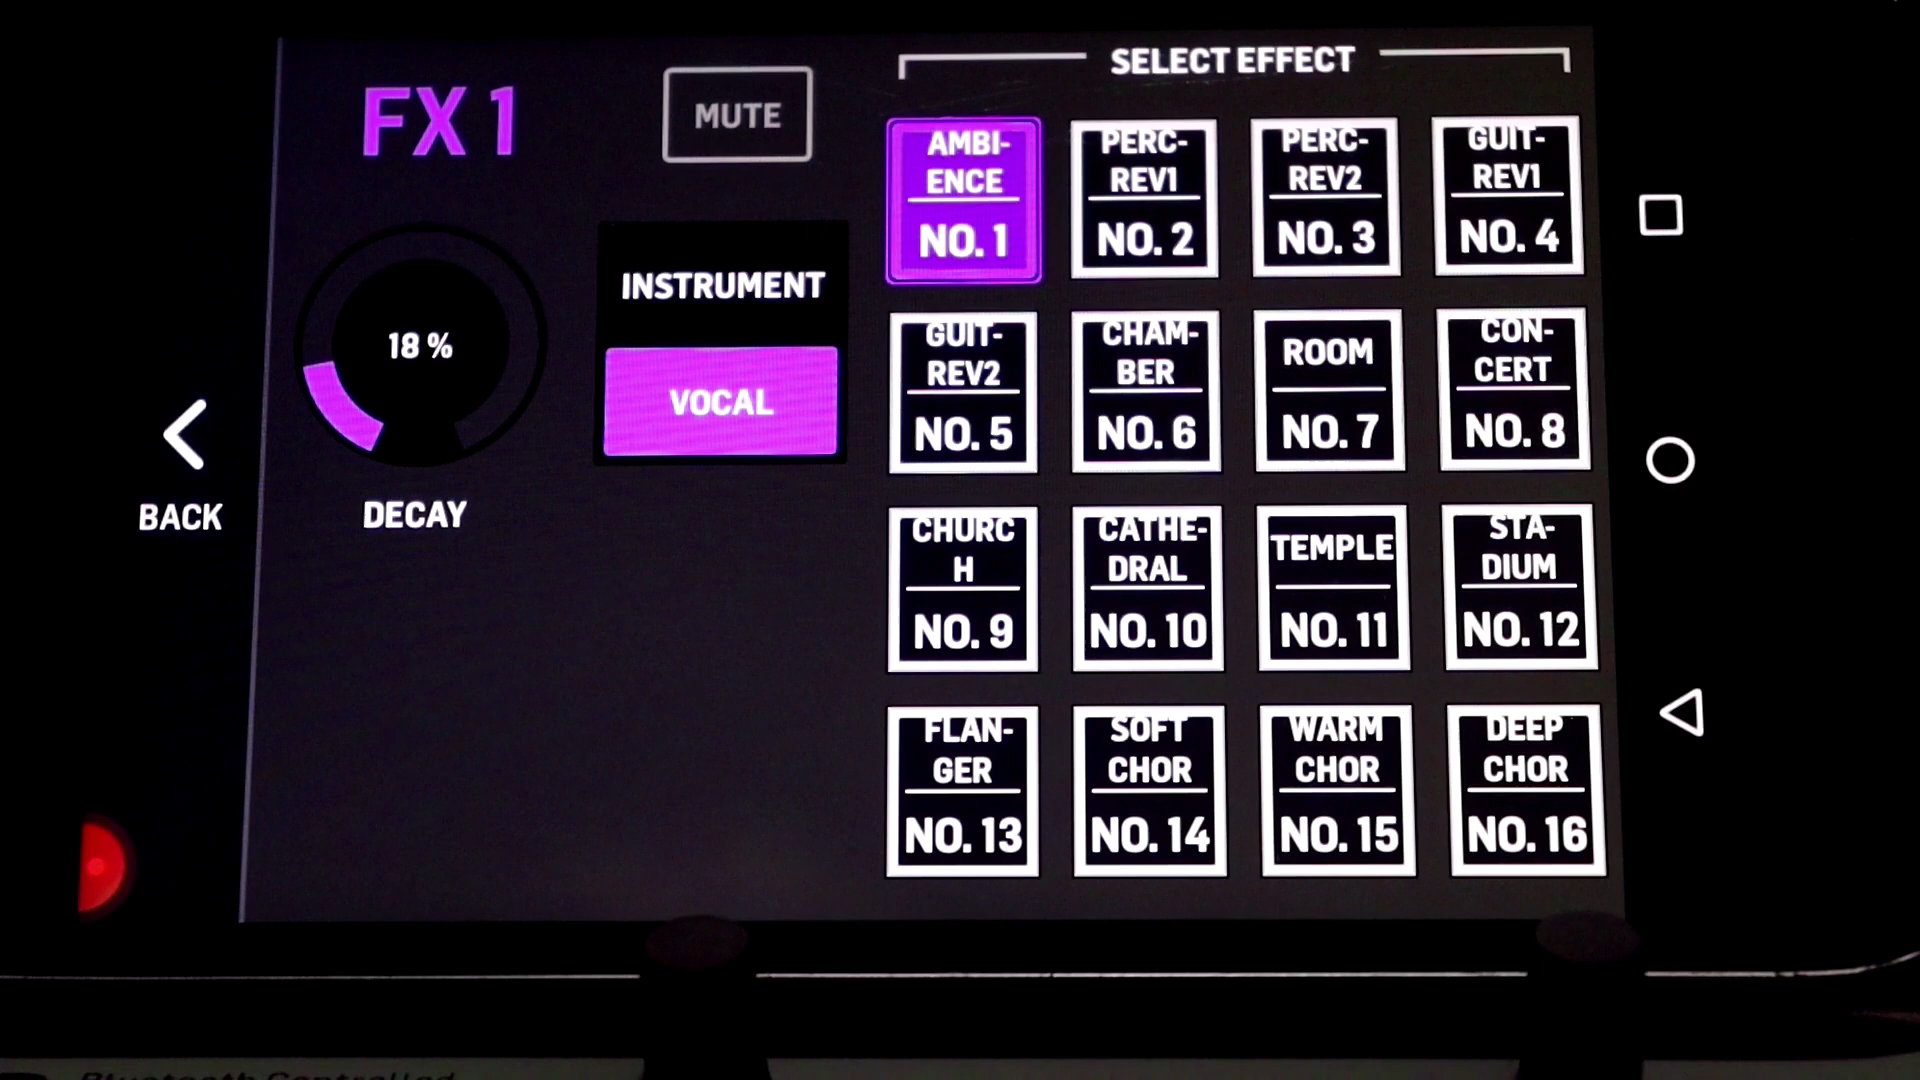 FX 1
MUTE
SELECT EFFECT
AMBI-
ENCE
NO. 1
PERC-
REV1
NO. 2
PERC-
REV2
NO. 3
GUIT-
REV1
NO. 4
18 %
DECAY
INSTRUMENT
VOCAL
GUIT-
REV2
NO. 5
CHAM-
BER
NO. 6
ROOM
NO. 7
CON-
CERT
NO. 8
BACK
CHURC
H
NO. 9
CATHE-
DRAL
NO. 10
TEMPLE
NO. 11
STA-
DIUM
NO. 12
FLAN-
GER
NO. 13
SOFT
CHOR
NO. 14
WARM
CHOR
NO. 15
DEEP
CHOR
NO. 16
Bluetooth Controlled